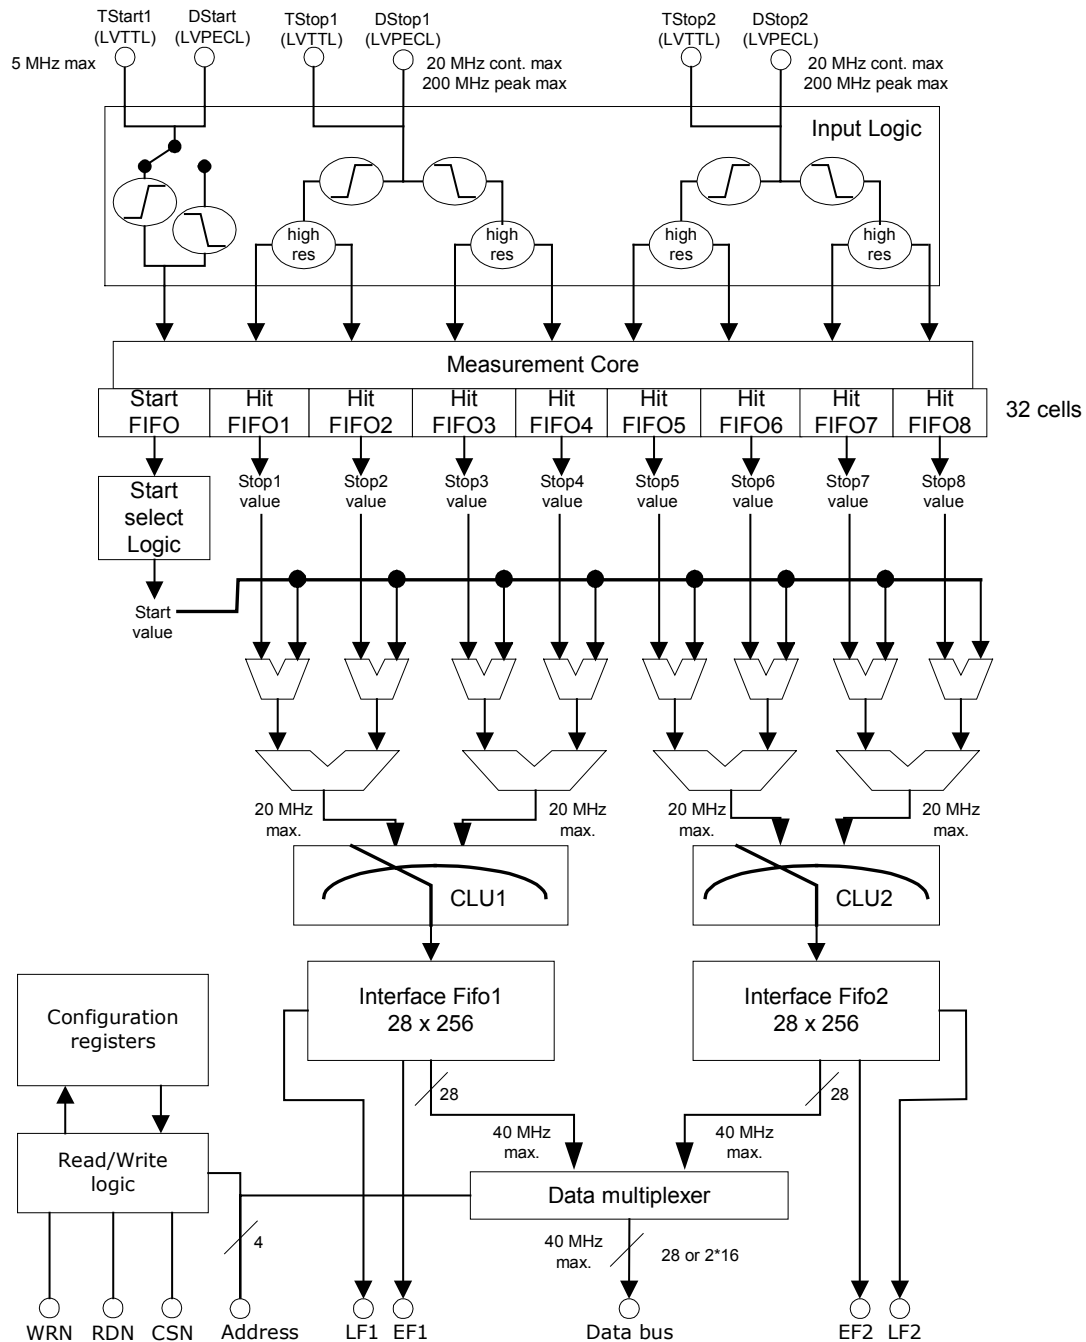 TStart1 DStart TStop1 DStop1 TStop2 DStop2
(LVTTL) (LVPECL) (LVTTL) (LVPECL) (LVTTL) (LVPECL)
5 MHz max 20 MHz cont. max 20 MHz cont. max
200 MHz peak max 200 MHz peak max
Input Logic
high high high high
res res res res
Measurement Core
Start Hit Hit Hit Hit Hit Hit Hit Hit
FIFO FIFO1 FIFO2 FIFO3 FIFO4 FIFO5 FIFO6 FIFO7 FIFO8
32 cells
Stop1 Stop2 Stop3 Stop4 Stop5 Stop6 Stop7 Stop8
value value value value value value value value
Start
select
Logic
Start
value
20 MHz 20 MHz 20 MHz 20 MHz
max. max. max. max.
CLU1 CLU2
Interface Fifo1 Interface Fifo2
28 x 256 28 x 256
Configuration
registers
28 28
40 MHz 40 MHz
max. max.
Read/Write
logic
Data multiplexer
4
40 MHz
max.
28 or 2*16
WRN RDN CSN Address LF1 EF1 Data bus EF2 LF2